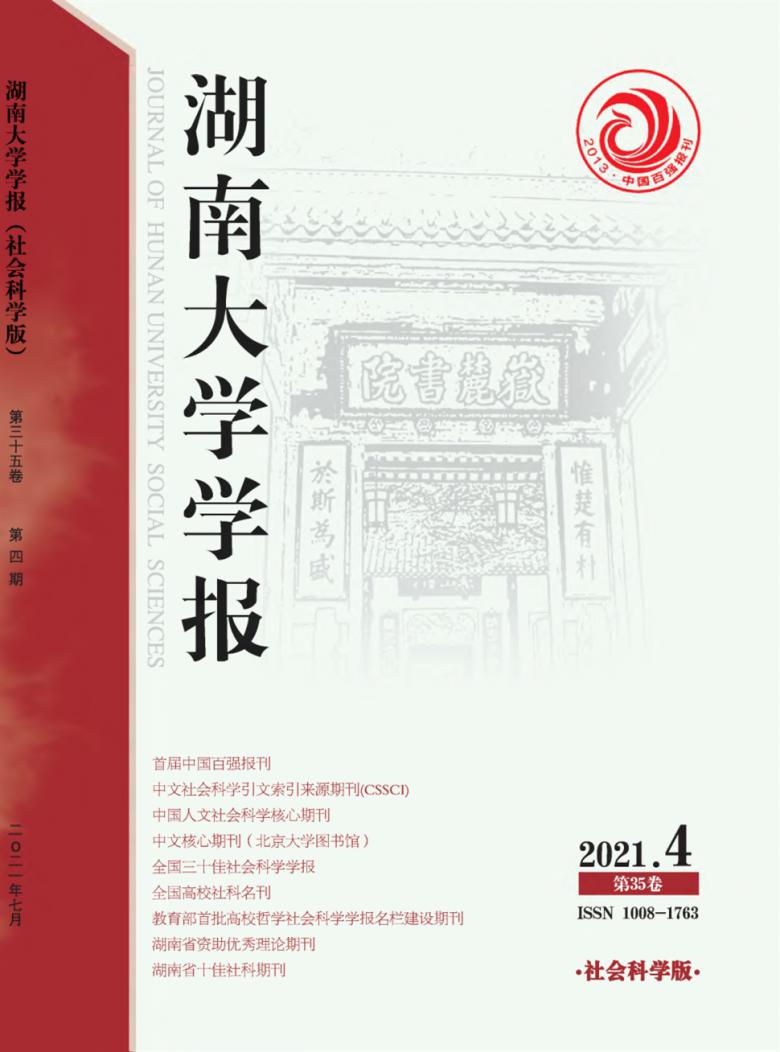 湖南大学学报（社会科学版）
第三十五卷
第四期
二〇二一年七月
JOURNAL OF HUNAN UNIVERSITY SOCIAL SCIENCES
湖南大学学报
2013·中国百强报刊
嶽麓書院
惟楚有材
於斯為盛
首届中国百强报刊
中文社会科学引文索引来源期刊(CSSCI)
中国人文社会科学核心期刊
中文核心期刊（北京大学图书馆）
全国三十佳社会科学学报
全国高校社科名刊
教育部首批高校哲学社会科学学报名栏建设期刊
湖南省资助优秀理论期刊
湖南省十佳社科期刊
2021.4
第35卷
ISSN 1008-1763
·社会科学版·